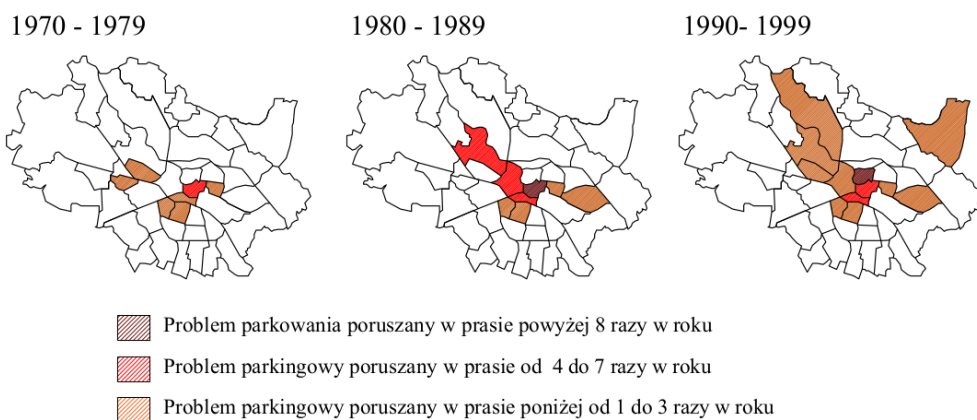 1970 - 1979 1980 - 1989 1990- 1999
Problem parkowania poruszany w prasie powyżej 8 razy w roku
Problem parkingowy poruszany w prasie od 4 do 7 razy w roku
Problem parkingowy poruszany w prasie poniżej od 1 do 3 razy w roku